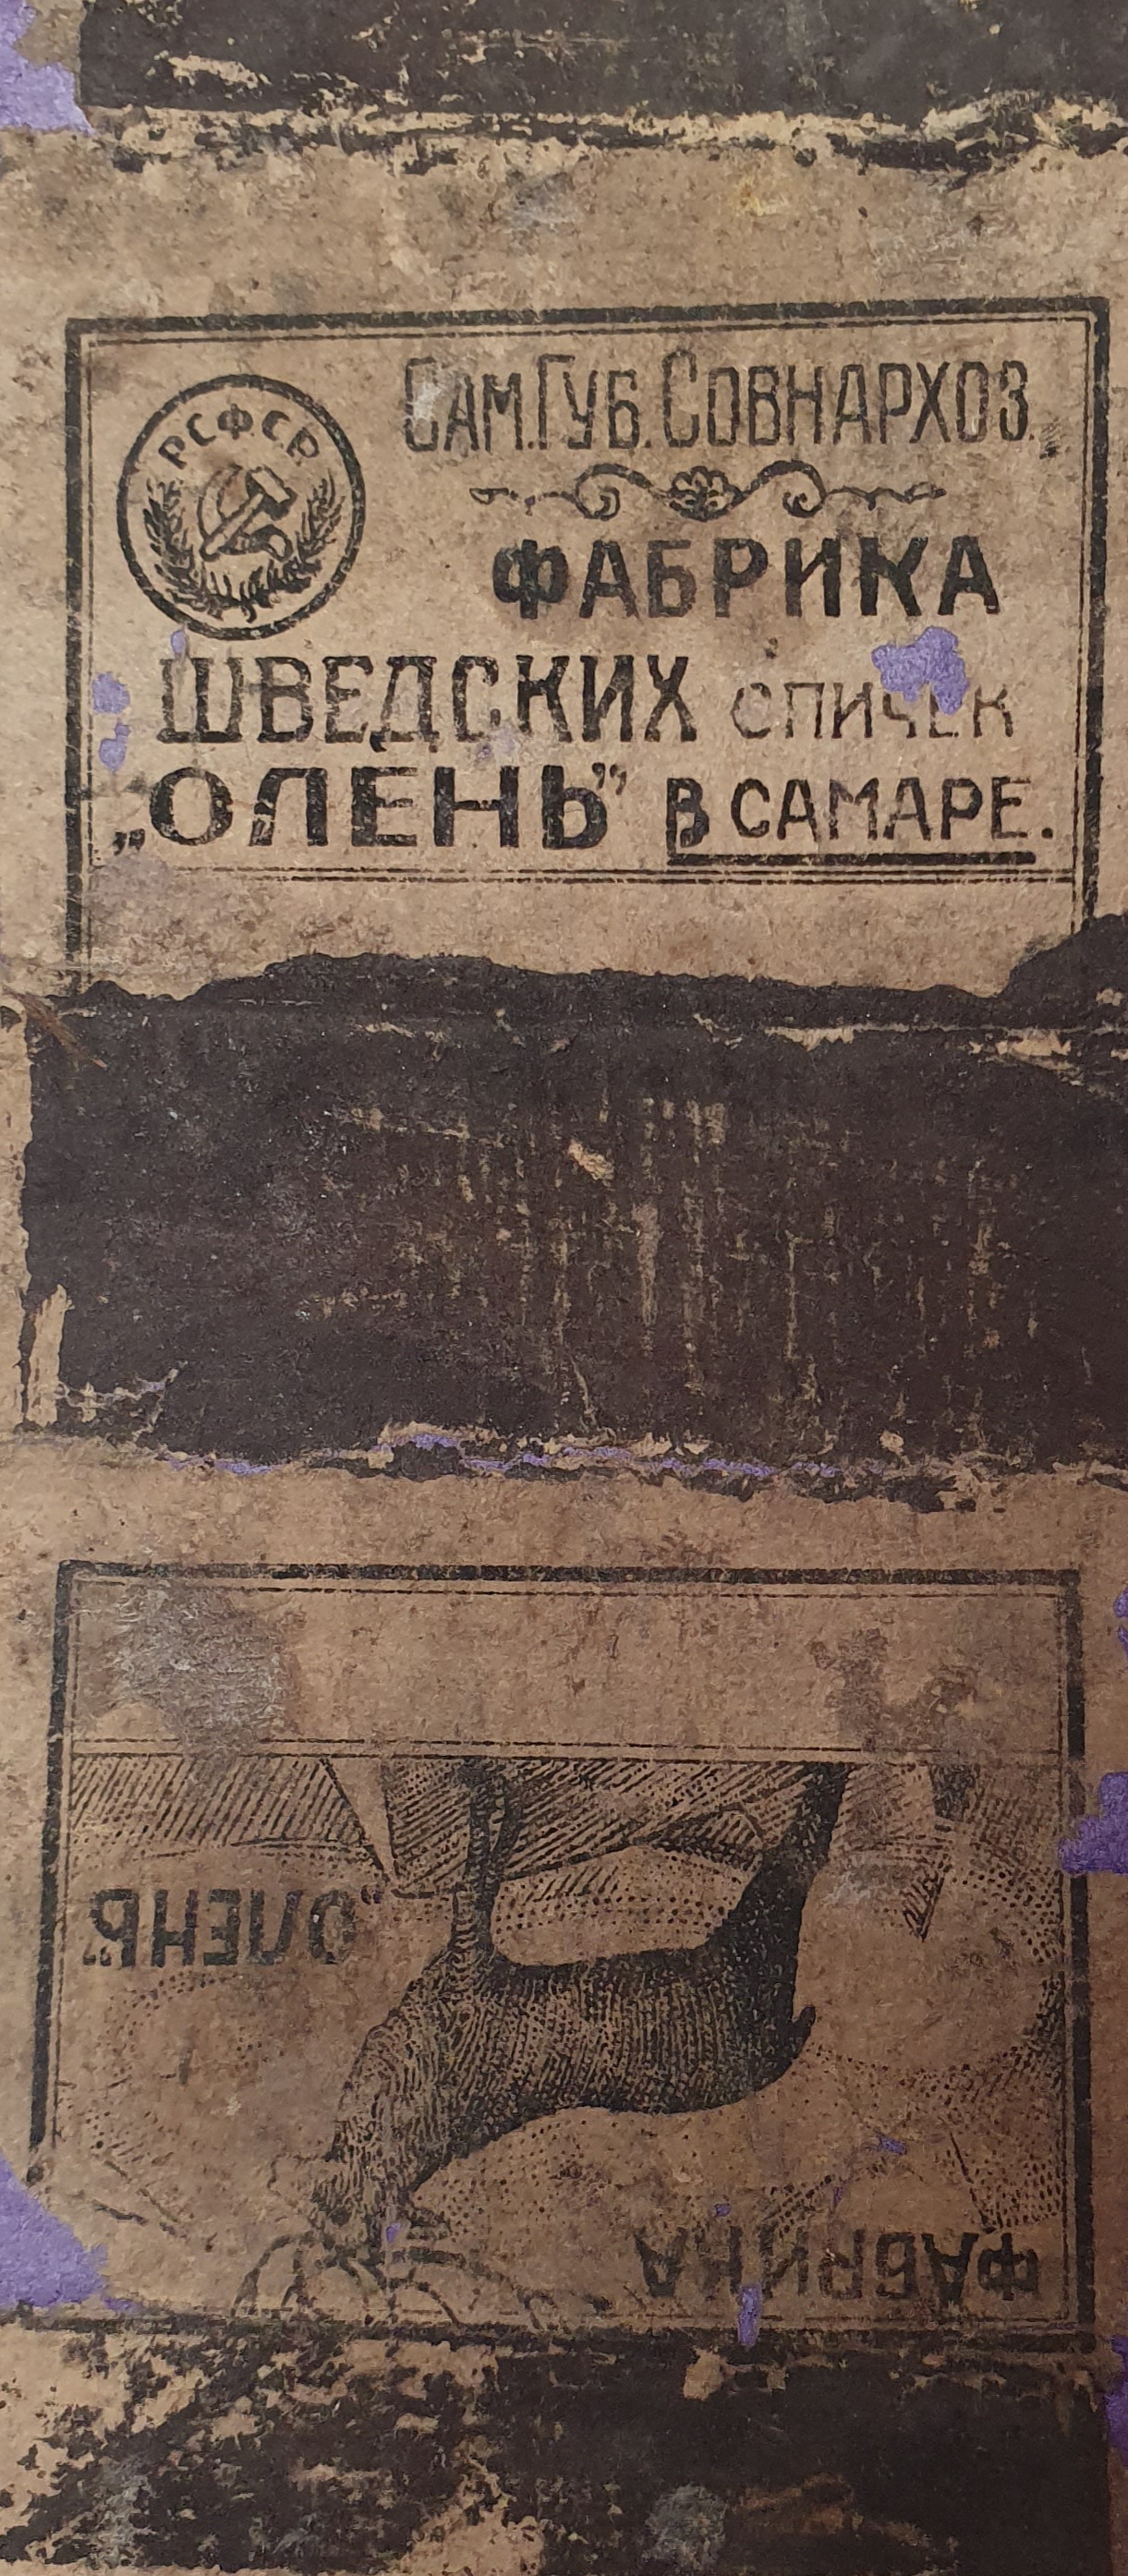 РСФСР
САМ.ГУБ.СОВНАРХОЗ.
ФАБРИКА
ШВЕДСКИХ СПИЧЕК
„ОЛЕНЬ” В САМАРЕ.
ФАБРИКА
„ОЛЕНЬ”